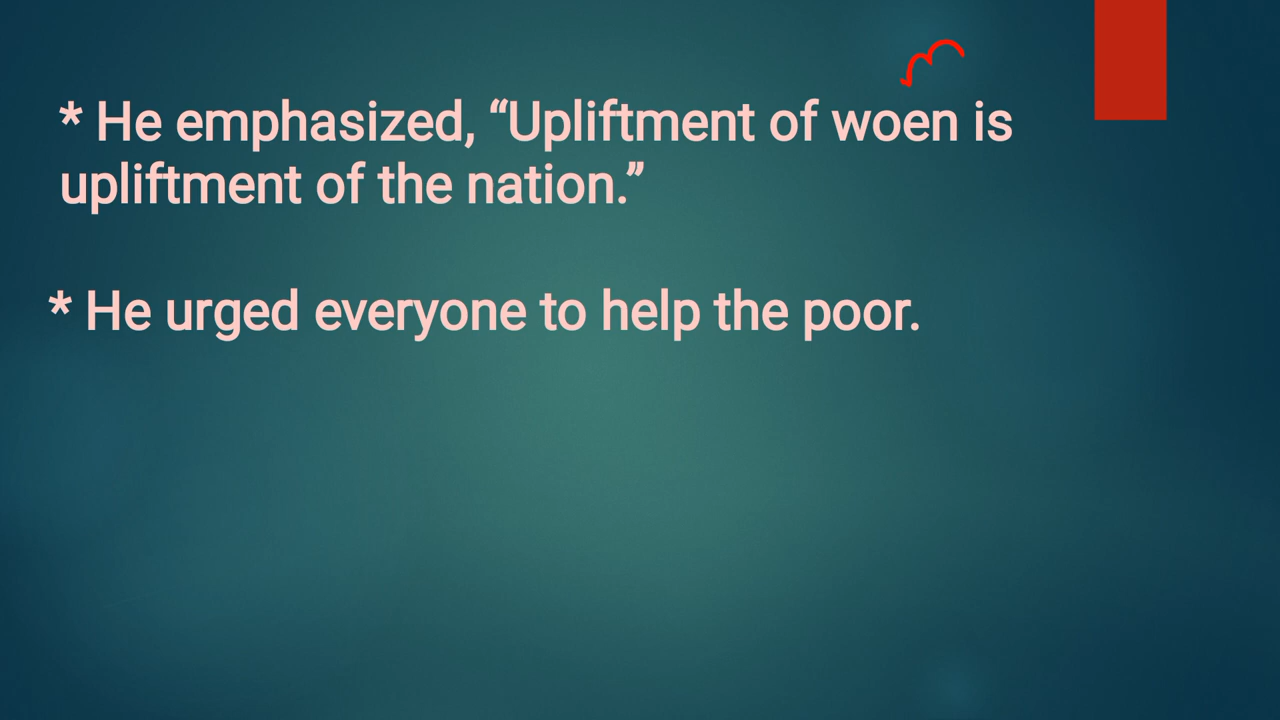 * He emphasized, “Upliftment of woen is
upliftment of the nation.”
* He urged everyone to help the poor.